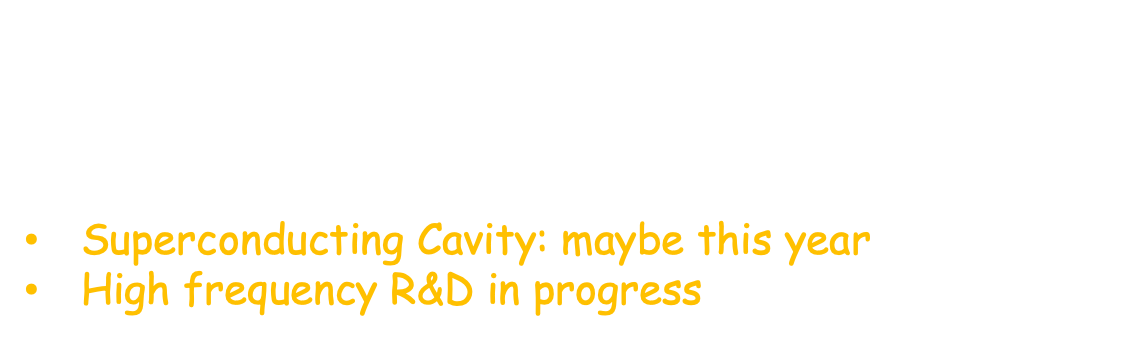 • Superconducting Cavity: maybe this year
• High frequency R&D in progress